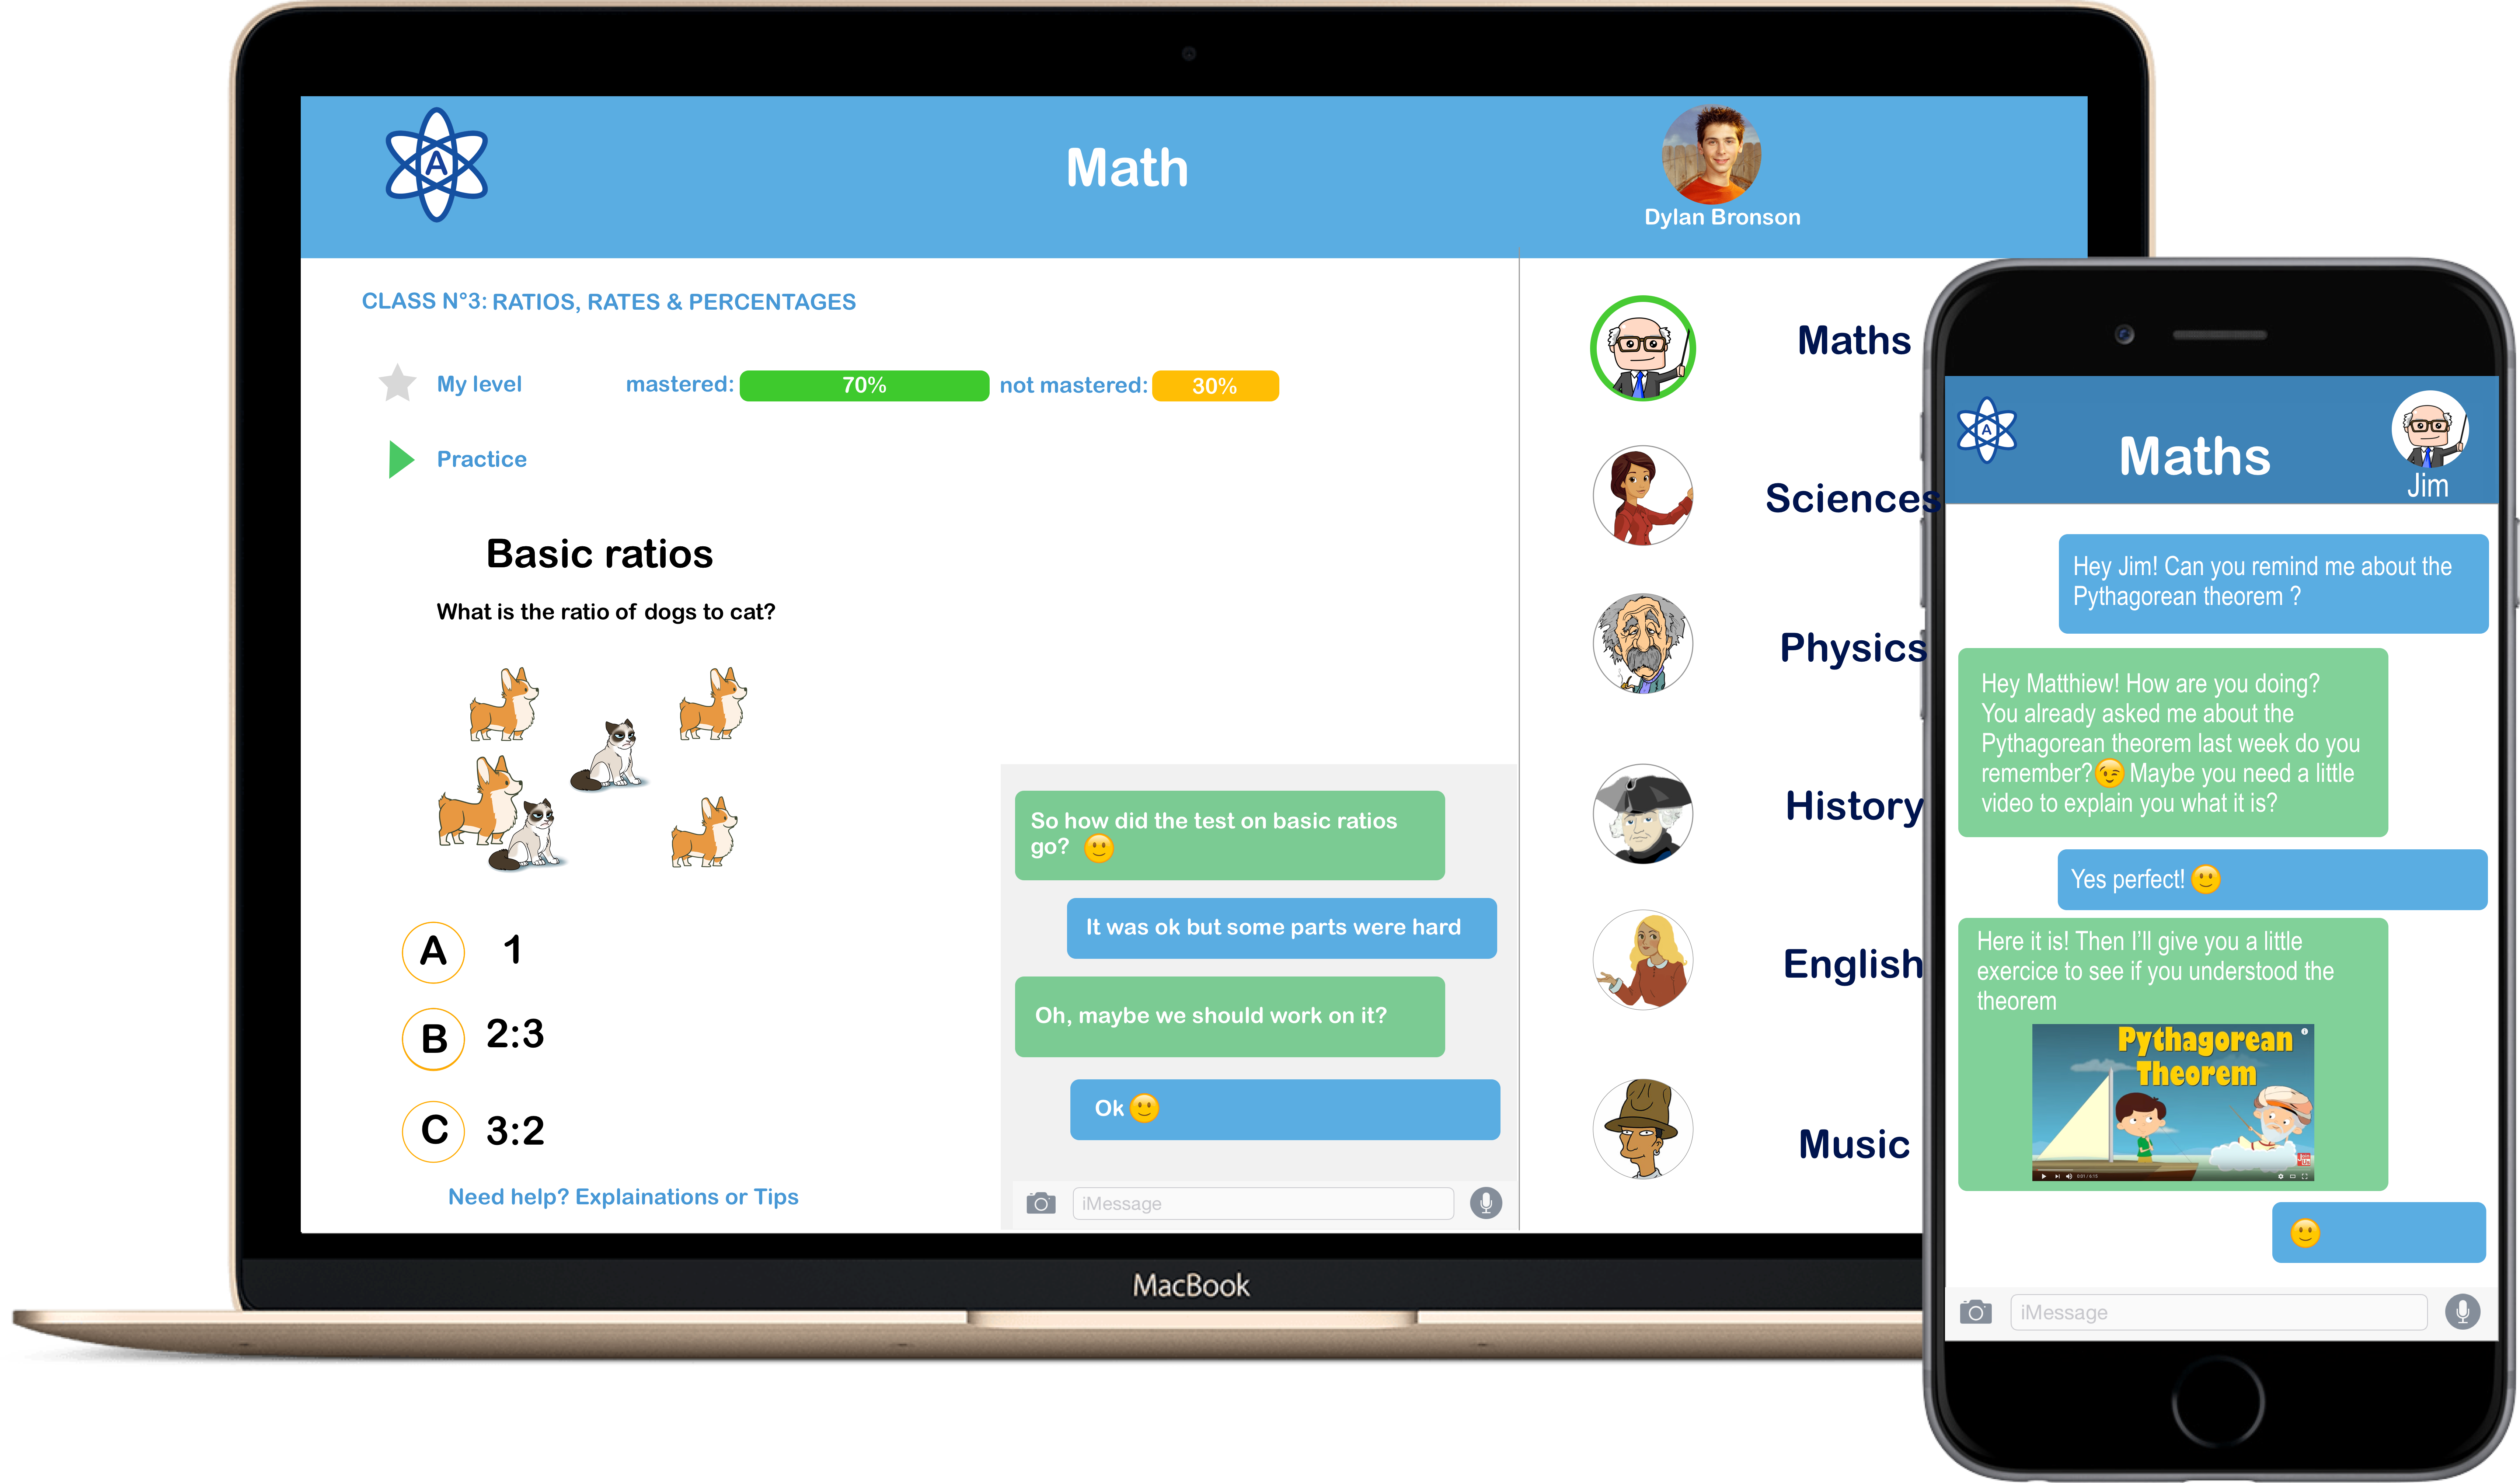 A
Math
Dylan Bronson
CLASS N°3: RATIOS, RATES & PERCENTAGES
My level
mastered:
70%
not mastered:
30%
Practice
Basic ratios
What is the ratio of dogs to cat?
A 1
B 2:3
C 3:2
Need help? Explainations or Tips
So how did the test on basic ratios
go? 🙂
It was ok but some parts were hard
Oh, maybe we should work on it?
Ok 🙂
iMessage
Maths
Sciences
Physics
History
English
Music
MacBook
A
Maths
Jim
Hey Jim! Can you remind me about the
Pythagorean theorem ?
Hey Matthiew! How are you doing?
You already asked me about the
Pythagorean theorem last week do you
remember?😉 Maybe you need a little
video to explain you what it is?
Yes perfect! 🙂
Here it is! Then I'll give you a little
exercice to see if you understood the
theorem
Pythagorean
Theorem
0:01 / 6:15
🙂
iMessage